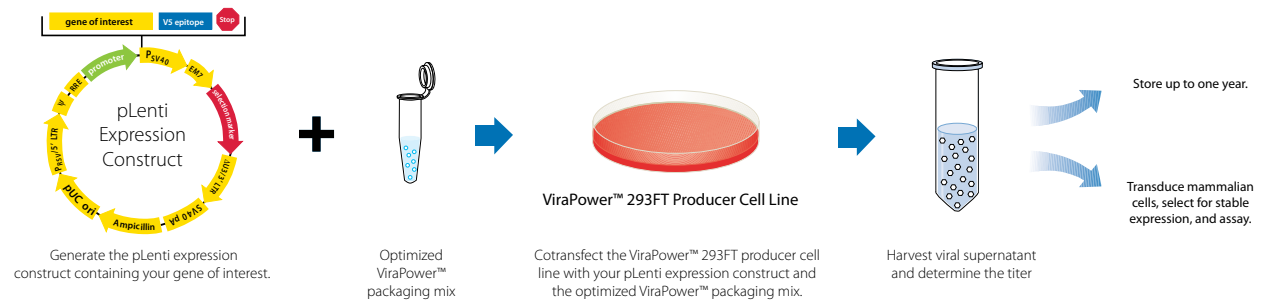 gene of interest
V5 epitope
Stop
promoter
PSV40
EM7
selection marker
ΔU3/3' LTR
SV40 pA
Ampicillin
pUC ori
PRSV/5' LTR
Ψ
RRE
pLenti
Expression
Construct
Generate the pLenti expression
construct containing your gene of interest.
Optimized
ViraPower™
packaging mix
ViraPower™ 293FT Producer Cell Line
Cotransfect the ViraPower™ 293FT producer cell
line with your pLenti expression construct and
the optimized ViraPower™ packaging mix.
Harvest viral supernatant
and determine the titer
Store up to one year.
Transduce mammalian
cells, select for stable
expression, and assay.